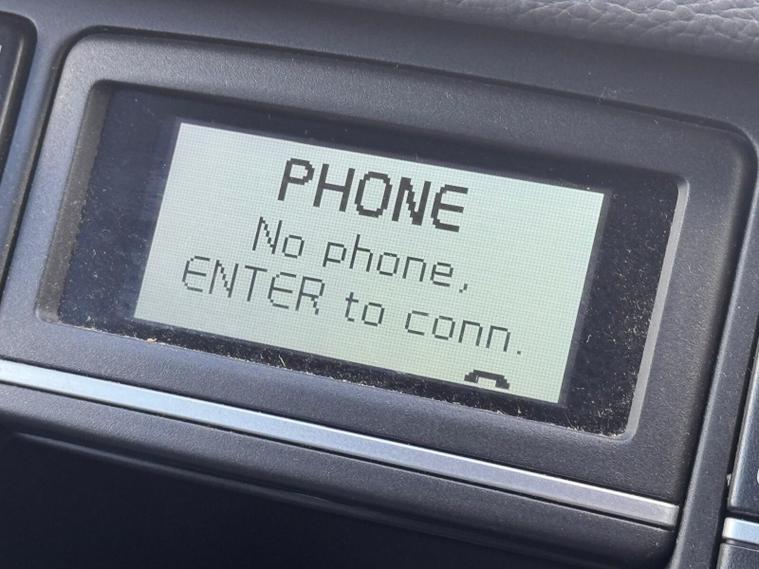 PHONE
No phone,
ENTER to conn.